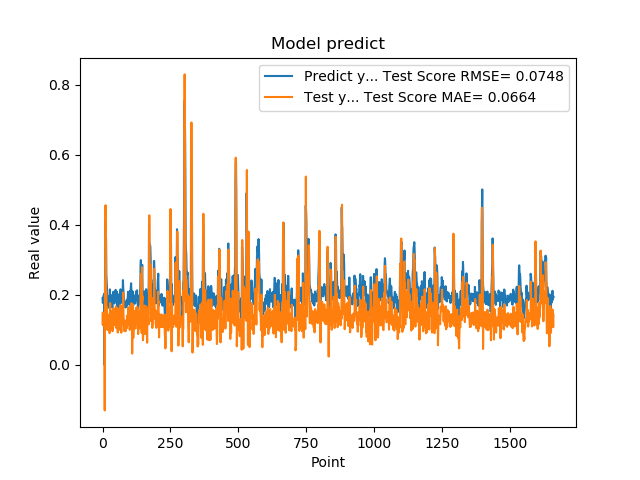 Model predict
Predict y... Test Score RMSE= 0.0748
Test y... Test Score MAE= 0.0664
Real value
0.8
0.6
0.4
0.2
0.0
0 250 500 750 1000 1250 1500
Point